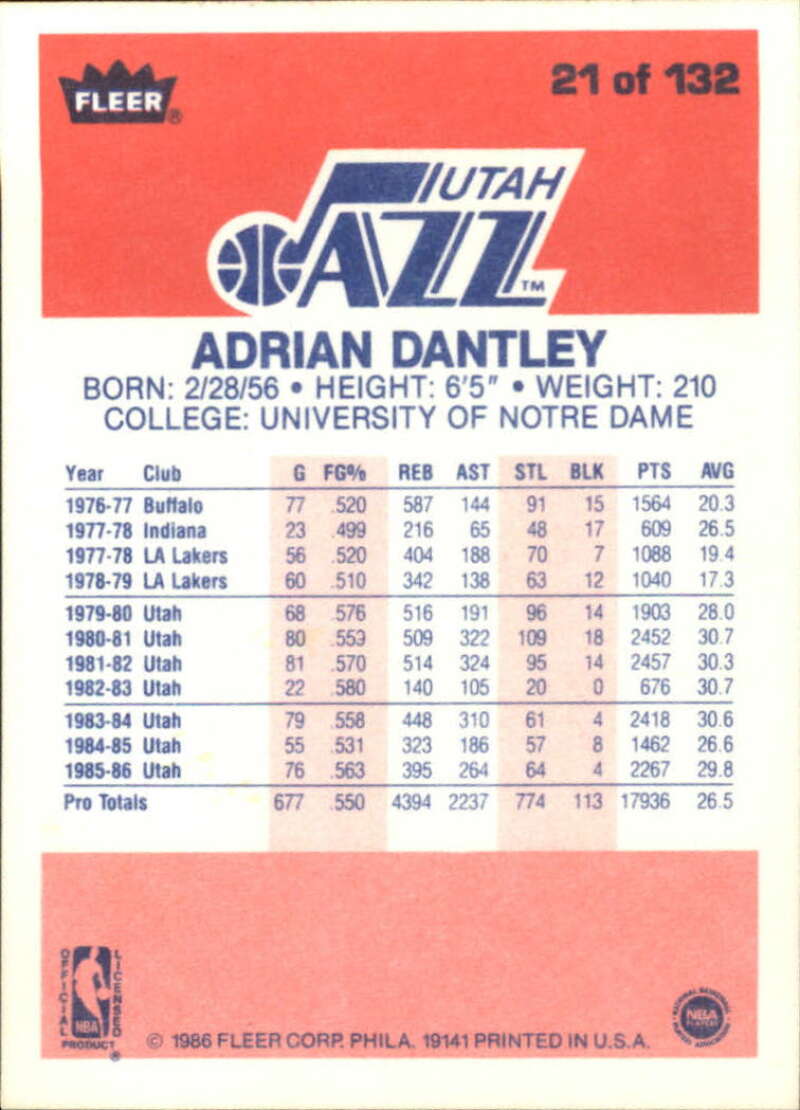 21 of 132
FLEER®
UTAH
JAZZ™
ADRIAN DANTLEY
BORN: 2/28/56 • HEIGHT: 6'5" • WEIGHT: 210
COLLEGE: UNIVERSITY OF NOTRE DAME
Year Club G FG% REB AST STL BLK PTS AVG
1976-77 Buffalo 77 .520 587 144 91 15 1564 20.3
1977-78 Indiana 23 .499 216 65 48 17 609 26.5
1977-78 LA Lakers 56 .520 404 188 70 7 1088 19.4
1978-79 LA Lakers 60 .510 342 138 63 12 1040 17.3
1979-80 Utah 68 .576 516 191 96 14 1903 28.0
1980-81 Utah 80 .559 509 322 109 18 2452 30.7
1981-82 Utah 81 .570 514 324 95 14 2457 30.3
1982-83 Utah 22 .580 140 105 20 0 676 30.7
1983-84 Utah 79 .558 448 310 61 4 2418 30.6
1984-85 Utah 55 .531 323 186 57 8 1462 26.6
1985-86 Utah 76 .563 395 264 64 4 2267 29.8
Pro Totals 677 .550 4394 2237 774 113 17936 26.5
OFFICIAL
LICENSED
NBA
PRODUCT®
© 1986 FLEER CORP. PHILA. 19141 PRINTED IN U.S.A.
NATIONAL BASKETBALL
NBA
PLAYERS
PLAYERS ASSOCIATION